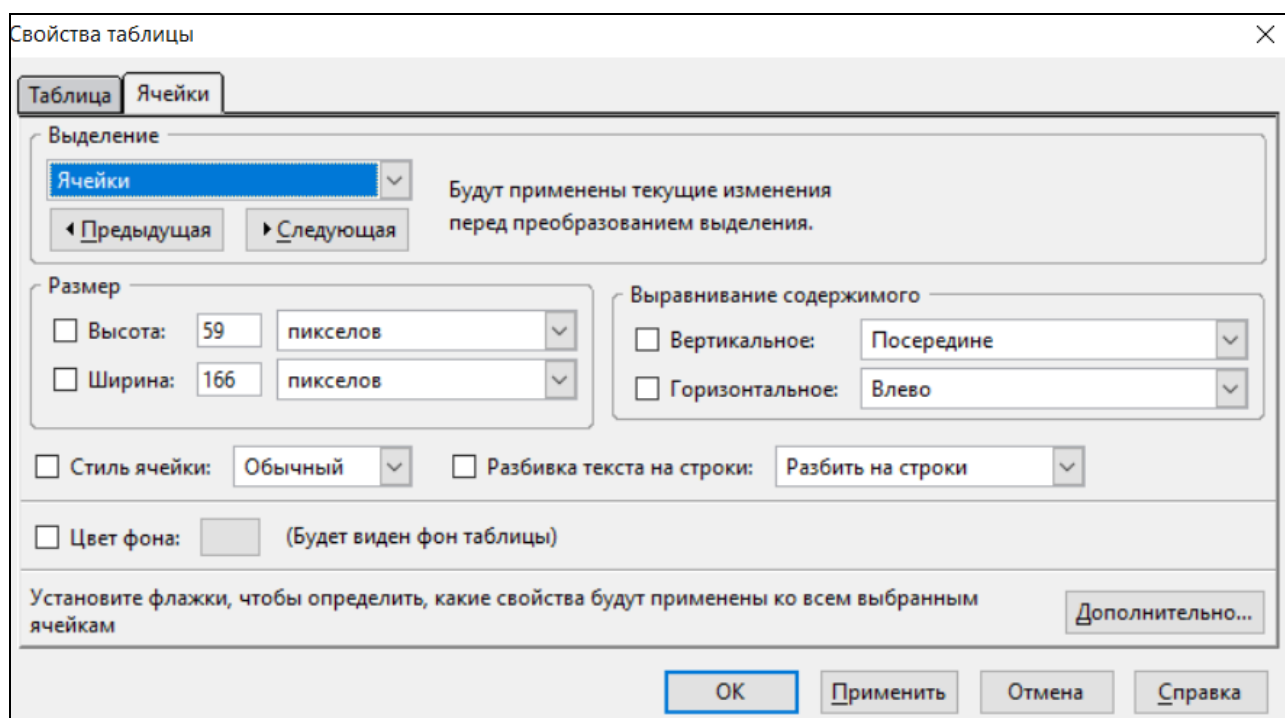 Свойства таблицы
Таблица Ячейки
Выделение
Ячейки
Будут применены текущие изменения
перед преобразованием выделения.
Предыдущая Следующая
Размер
Высота: 59 пикселов
Ширина: 166 пикселов
Выравнивание содержимого
Вертикальное: Посередине
Горизонтальное: Влево
Стиль ячейки: Обычный Разбивка текста на строки: Разбить на строки
Цвет фона: (Будет виден фон таблицы)
Установите флажки, чтобы определить, какие свойства будут применены ко всем выбранным
ячейкам
Дополнительно...
ОК Применить Отмена Справка